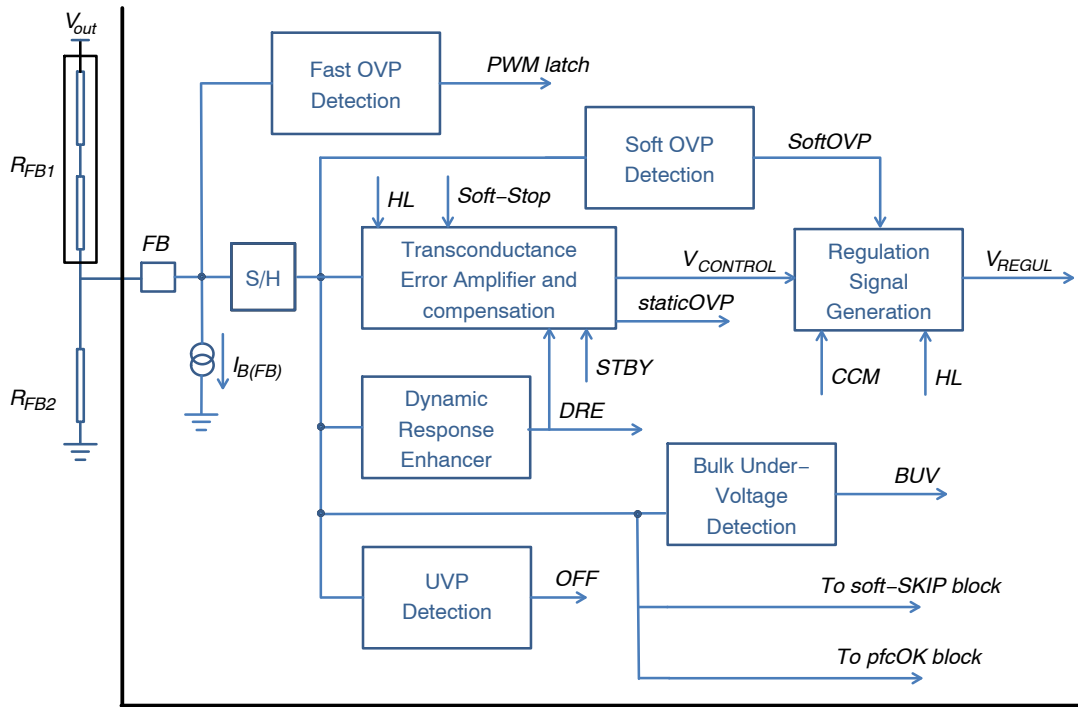 Vout
Fast OVP
Detection
PWM latch
Soft OVP
Detection
SoftOVP
RFB1
HL
Soft−Stop
FB
S/H
Transconductance
Error Amplifier and
compensation
VCONTROL
staticOVP
Regulation
Signal
Generation
VREGUL
IB(FB)
STBY
CCM
HL
RFB2
Dynamic
Response
Enhancer
DRE
Bulk Under−
Voltage
Detection
BUV
UVP
Detection
OFF
To soft−SKIP block
To pfcOK block